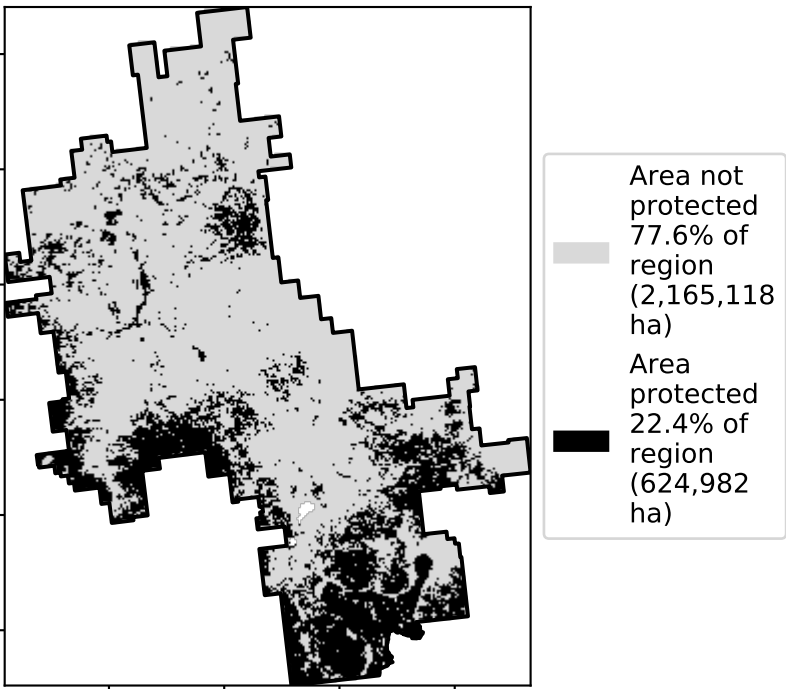 Area not
protected
77.6% of
region
(2,165,118
ha)
Area
protected
22.4% of
region
(624,982
ha)